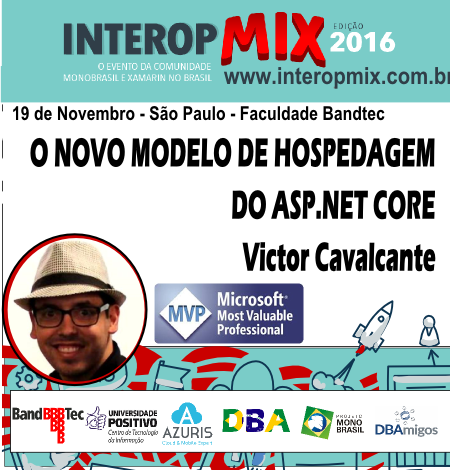 INTEROP MIX EDIÇÃO 2016
O EVENTO DA COMUNIDADE
MONOBRASIL E XAMARIN NO BRASIL
www.interopmix.com.br
19 de Novembro - São Paulo - Faculdade Bandtec
O NOVO MODELO DE HOSPEDAGEM
DO ASP.NET CORE
Victor Cavalcante
MVP
Microsoft®
Most Valuable
Professional
BandTec
UNIVERSIDADE
POSITIVO
Centro de Tecnologia
da Informação
AZURIS
Cloud & Mobile Expert
DBA
PROJETO
MONO
BRASIL
DBAmigos